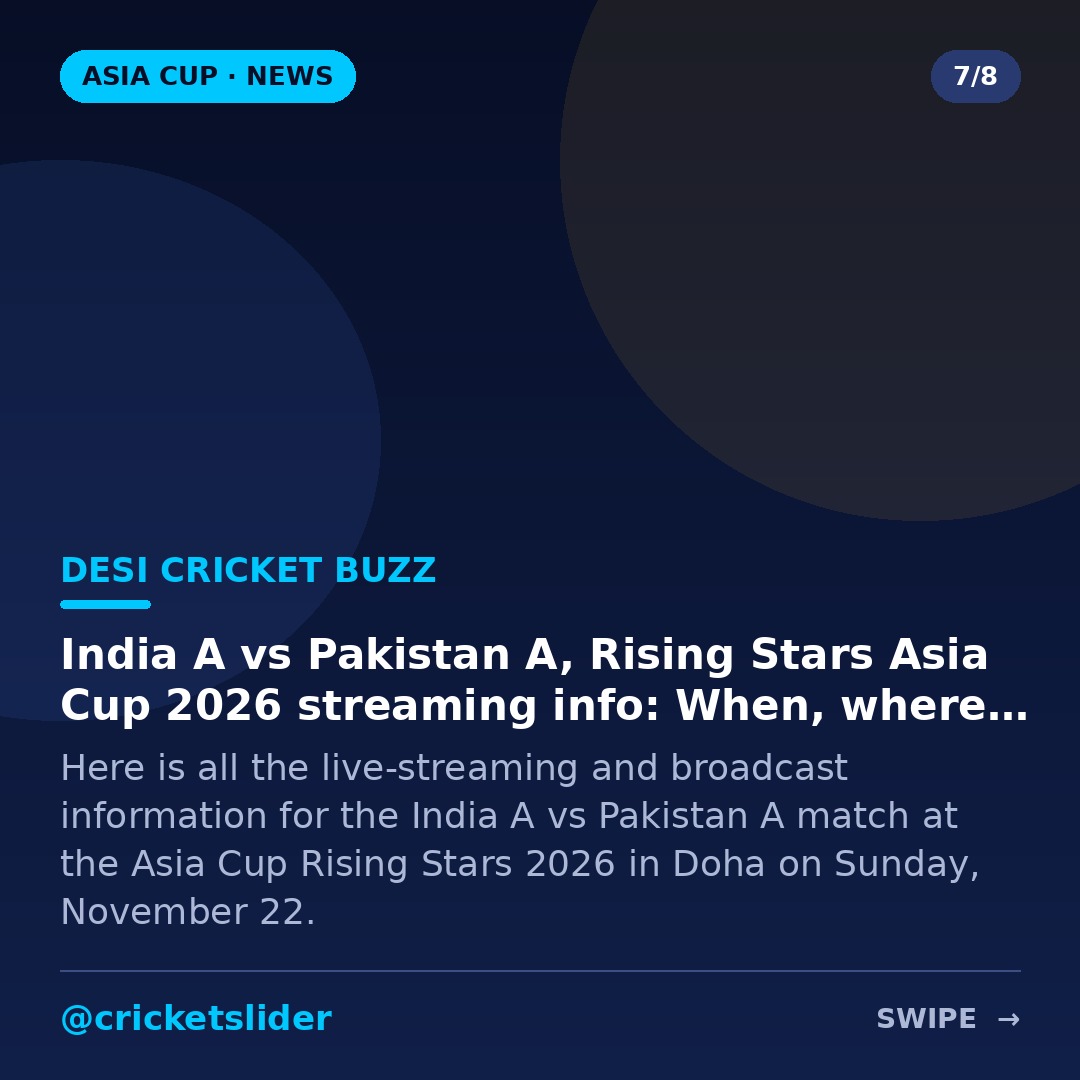 ASIA CUP · NEWS
7/8
DESI CRICKET BUZZ
India A vs Pakistan A, Rising Stars Asia
Cup 2026 streaming info: When, where…
Here is all the live-streaming and broadcast
information for the India A vs Pakistan A match at
the Asia Cup Rising Stars 2026 in Doha on Sunday,
November 22.
@cricketslider
SWIPE →